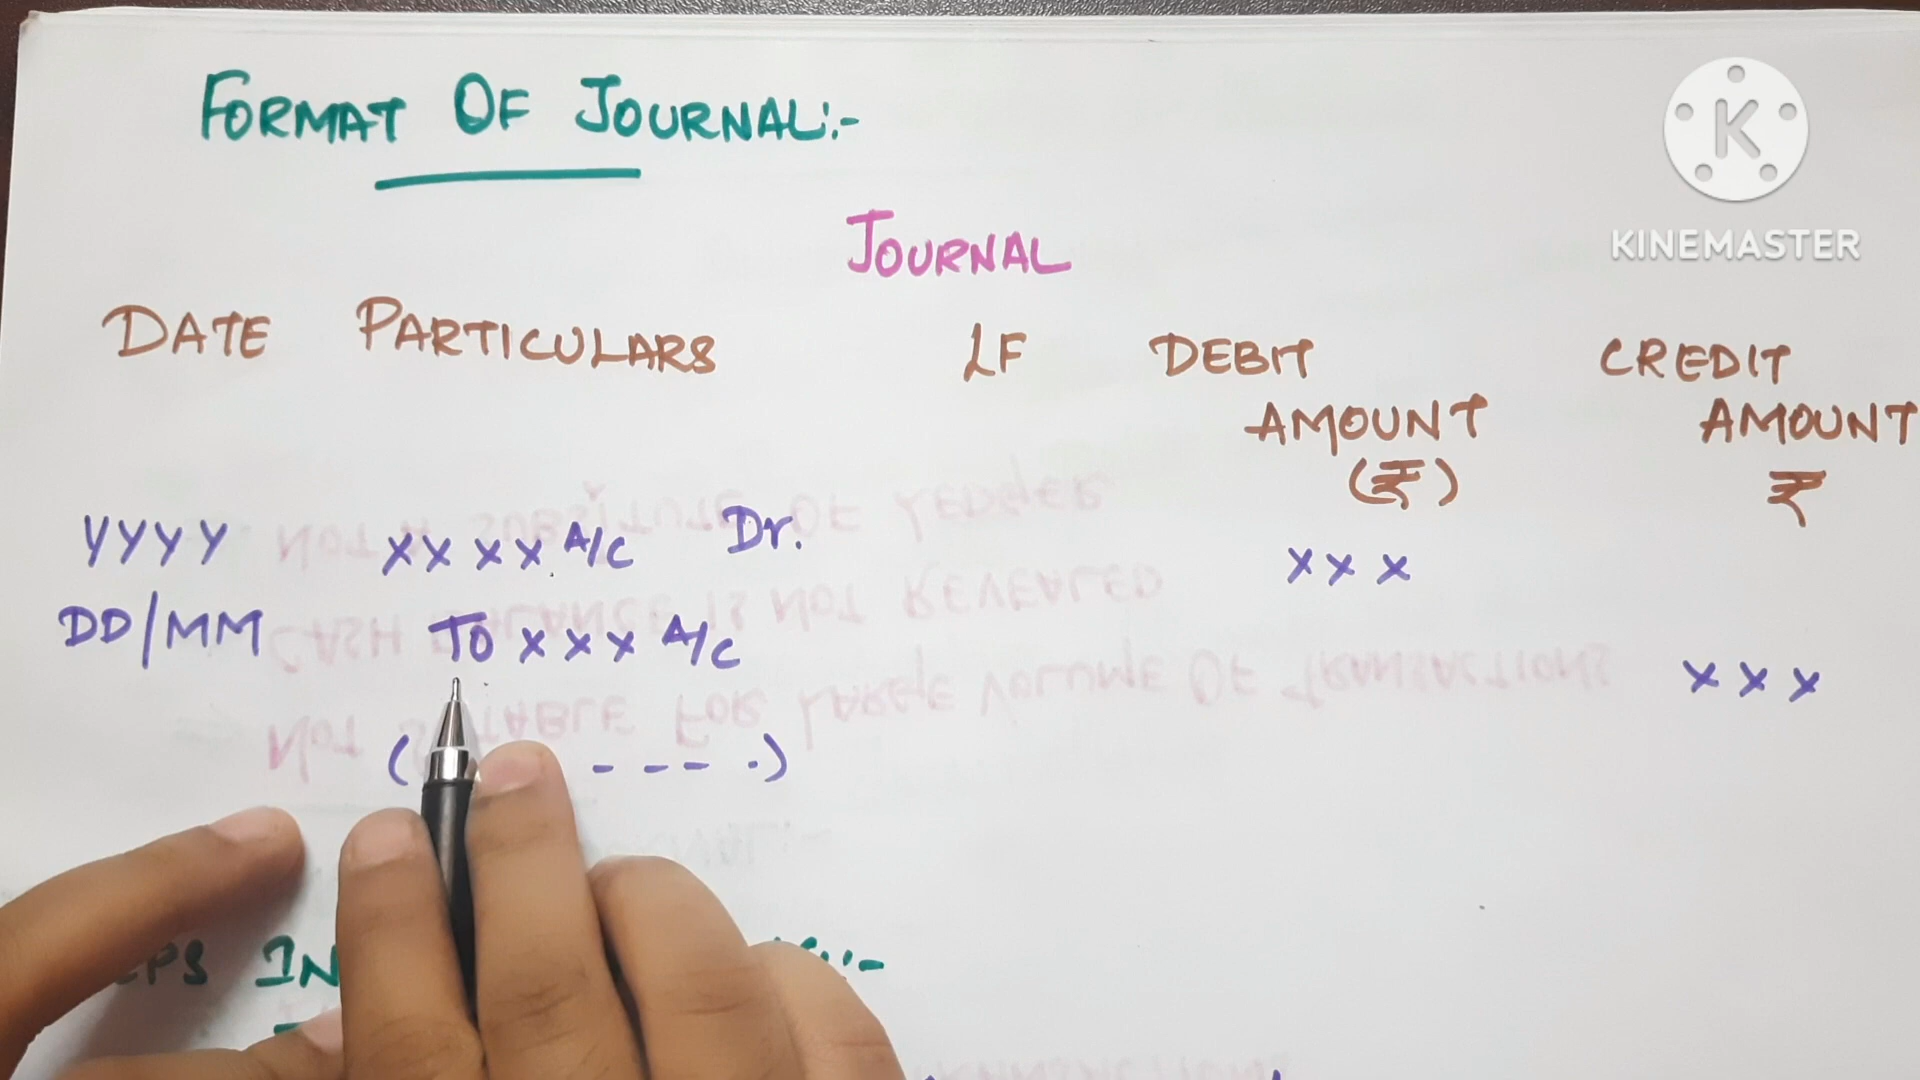 FORMAT OF JOURNAL:-
KINEMASTER
JOURNAL
DATE PARTICULARS LF DEBIT AMOUNT (₹) CREDIT AMOUNT ₹
YYYY XX XX A/C Dr. XXX
DD/MM TO XXX A/C XXX
( - - - .)
IN